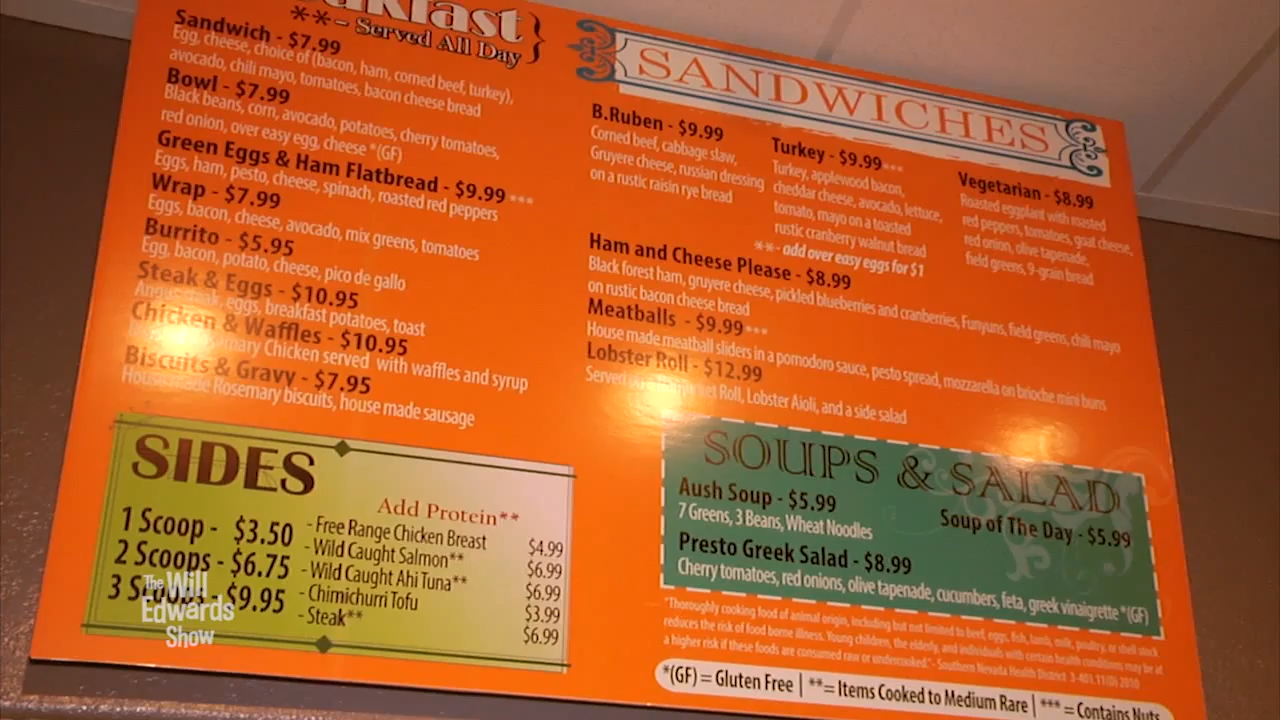 **- Served All Day
Sandwich - $7.99
Egg, cheese, choice of (bacon, ham, corned beef, turkey),
avocado, chili mayo, tomatoes, bacon cheese bread
Bowl - $7.99
Black beans, corn, avocado, potatoes, cherry tomatoes,
red onion, over easy egg, cheese *(GF)
Green Eggs & Ham Flatbread - $9.99 ***
Eggs, ham, pesto, cheese, spinach, roasted red peppers
Wrap - $7.99
Eggs, bacon, cheese, avocado, mix greens, tomatoes
Burrito - $5.95
Egg, bacon, potato, cheese, pico de gallo
Steak & Eggs - $10.95
Angus steak, eggs, breakfast potatoes, toast
Chicken & Waffles - $10.95
Chicken served with waffles and syrup
Biscuits & Gravy - $7.95
House made Rosemary biscuits, house made sausage
SIDES
1 Scoop - $3.50
2 Scoops - $6.75
3 Scoops - $9.95
Add Protein**
- Free Range Chicken Breast $4.99
- Wild Caught Salmon** $6.99
- Wild Caught Ahi Tuna** $6.99
- Chimichurri Tofu $3.99
- Steak** $6.99
SANDWICHES
B.Ruben - $9.99
Corned beef, cabbage slaw,
Gruyere cheese, russian dressing
on a rustic raisin rye bread
Turkey - $9.99***
Turkey, applewood bacon,
cheddar cheese, avocado, lettuce,
tomato, mayo on a toasted
rustic cranberry walnut bread
**- add over easy eggs for $1
Vegetarian - $8.99
Roasted eggplant with roasted
red peppers, tomatoes, goat cheese,
red onion, olive tapenade,
field greens, 9-grain bread
Ham and Cheese Please - $8.99
Black forest ham, gruyere cheese, pickled blueberries and cranberries, Funyuns, field greens, chili mayo
on rustic bacon cheese bread
Meatballs - $9.99***
House made meatball sliders in a pomodoro sauce, pesto spread, mozzarella on brioche mini buns
Lobster Roll - $12.99
Served Roll, Lobster Aioli, and a side salad
SOUPS & SALAD
Aush Soup - $5.99
7 Greens, 3 Beans, Wheat Noodles
Soup of The Day - $5.99
Presto Greek Salad - $8.99
Cherry tomatoes, red onions, olive tapenade, cucumbers, feta, greek vinaigrette *(GF)
"Thoroughly cooking food of animal origin, including but not limited to beef, eggs, fish, lamb, milk, poultry, or shell stock
reduces the risk of food borne illness. Young children, the elderly, and individuals with certain health conditions may be at
a higher risk if these foods are consumed raw or undercooked."- Southern Nevada Health District 3-401.11(D) 2010
*(GF) = Gluten Free | **= Items Cooked to Medium Rare | *** = Contains Nuts
The Will
Edwards
Show